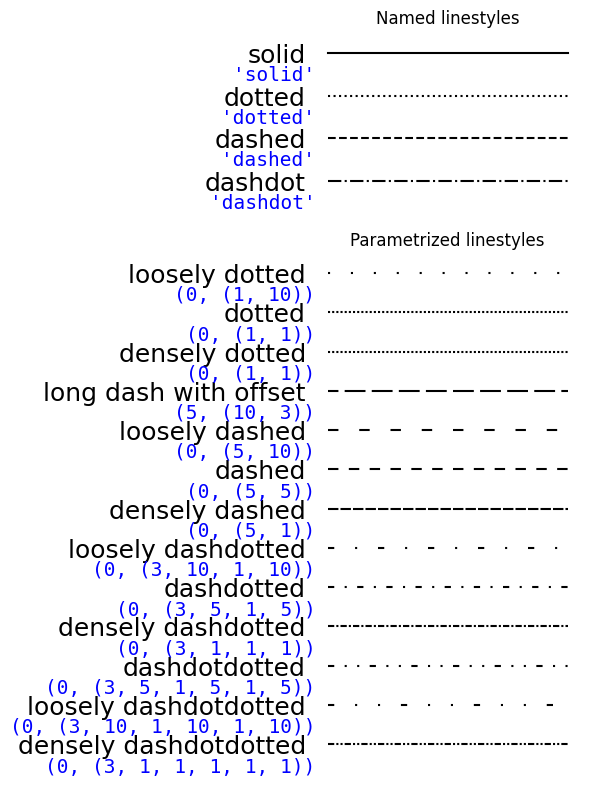 Named linestyles
solid
'solid'
dotted
'dotted'
dashed
'dashed'
dashdot
'dashdot'
Parametrized linestyles
loosely dotted
(0, (1, 10))
dotted
(0, (1, 1))
densely dotted
(0, (1, 1))
long dash with offset
(5, (10, 3))
loosely dashed
(0, (5, 10))
dashed
(0, (5, 5))
densely dashed
(0, (5, 1))
loosely dashdotted
(0, (3, 10, 1, 10))
dashdotted
(0, (3, 5, 1, 5))
densely dashdotted
(0, (3, 1, 1, 1))
dashdotdotted
(0, (3, 5, 1, 5, 1, 5))
loosely dashdotdotted
(0, (3, 10, 1, 10, 1, 10))
densely dashdotdotted
(0, (3, 1, 1, 1, 1, 1))